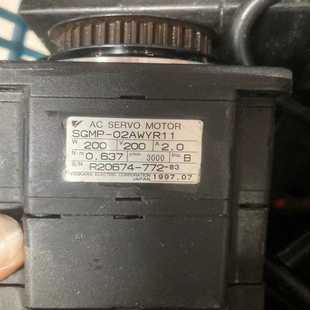 AC SERVO MOTOR
SGMP-02AWYR11
W 200 V 200 A 2.0
N·m 0.637 3000 Ins. B
S/N R20674-772-83
YASKAWA ELECTRIC CORPORATION
JAPAN 1997.07